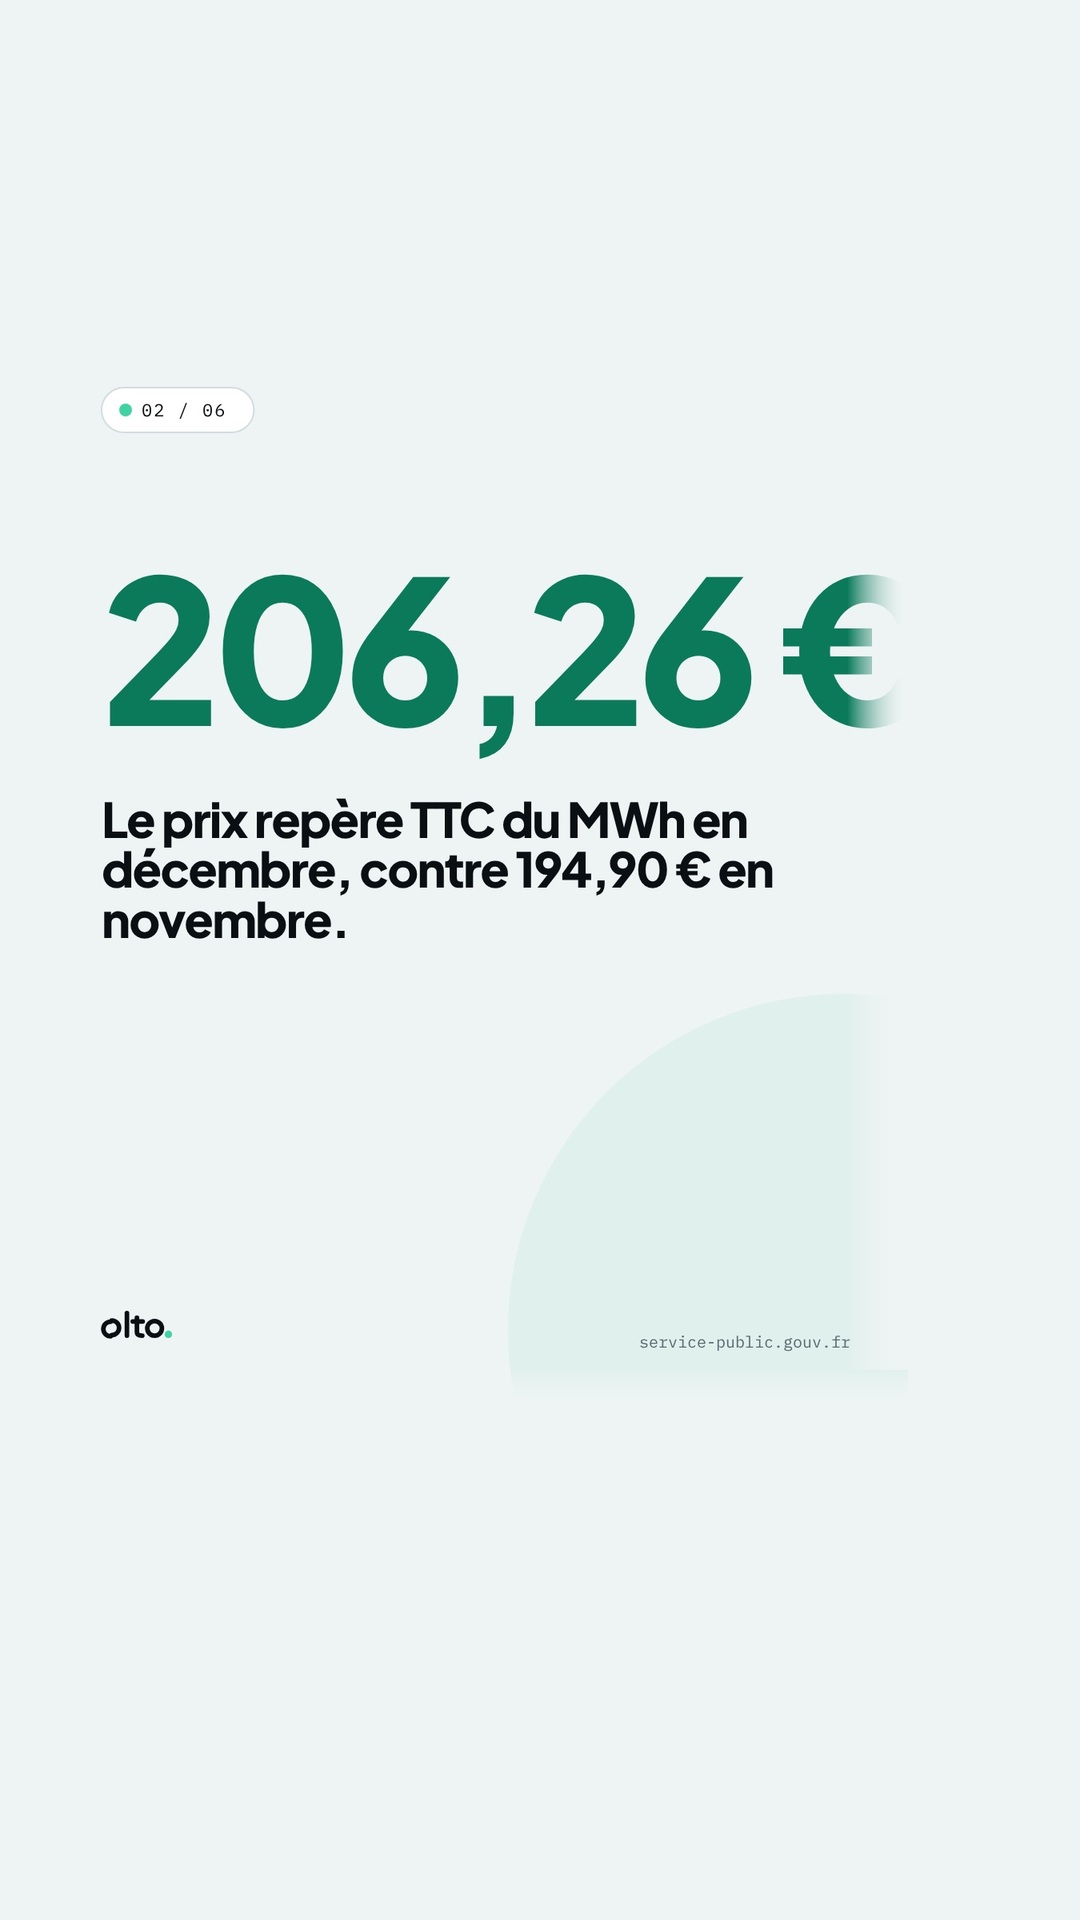 02 / 06
206,26 €
Le prix repère TTC du MWh en
décembre, contre 194,90 € en
novembre.
olto.
service-public.gouv.fr